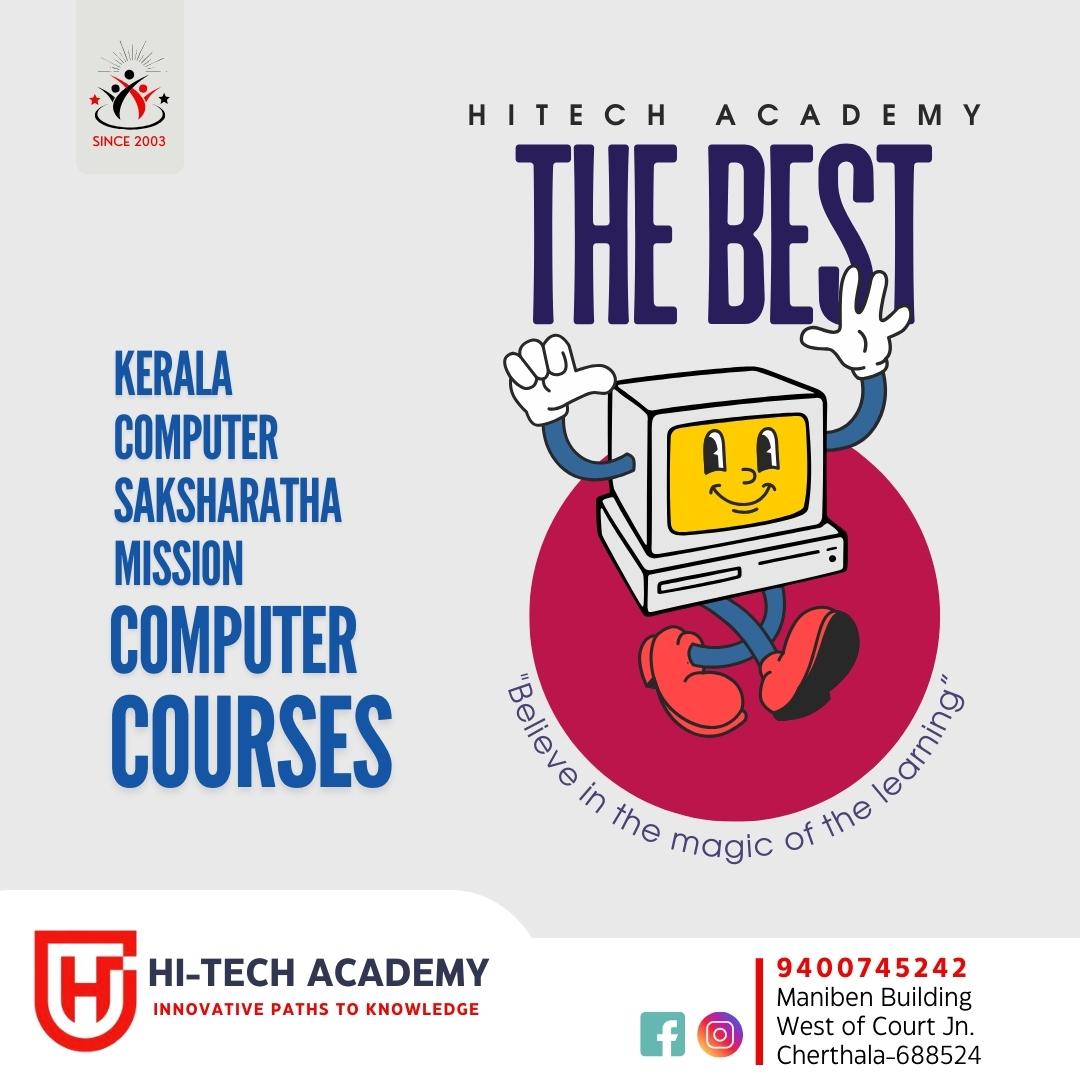 SINCE 2003
HITECH ACADEMY
THE BEST
KERALA
COMPUTER
SAKSHARATHA
MISSION
COMPUTER
COURSES
"Believe in the magic of the learning"
HI-TECH ACADEMY
INNOVATIVE PATHS TO KNOWLEDGE
9400745242
Maniben Building
West of Court Jn.
Cherthala-688524